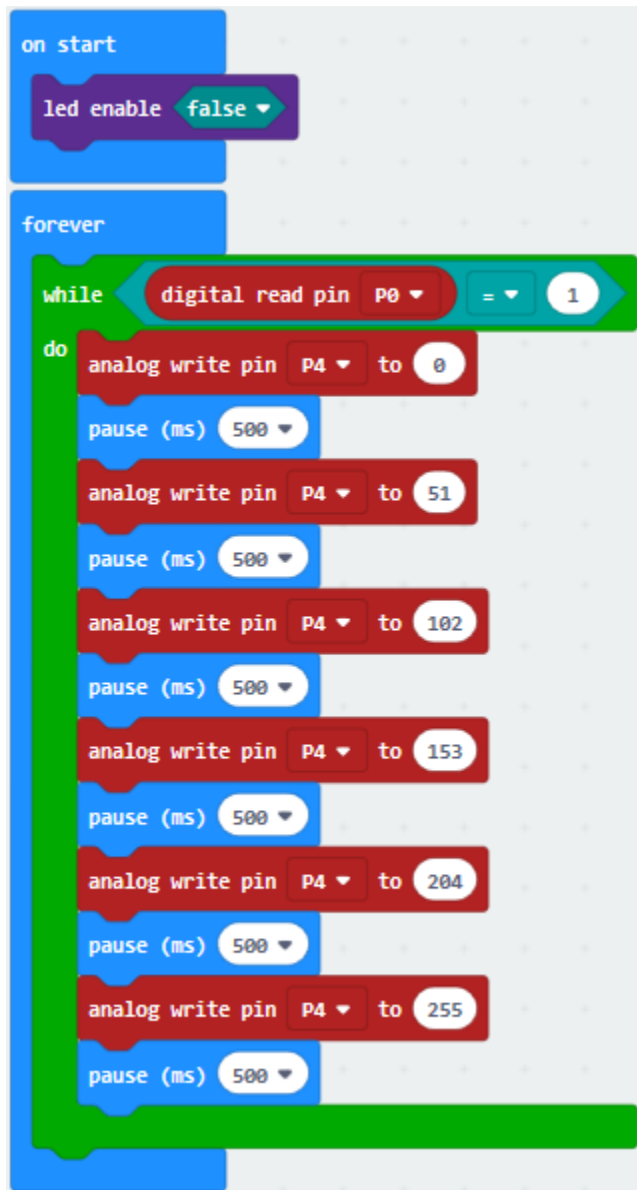 on start
led enable false
forever
while digital read pin P0 = 1
do
analog write pin P4 to 0
pause (ms) 500
analog write pin P4 to 51
pause (ms) 500
analog write pin P4 to 102
pause (ms) 500
analog write pin P4 to 153
pause (ms) 500
analog write pin P4 to 204
pause (ms) 500
analog write pin P4 to 255
pause (ms) 500